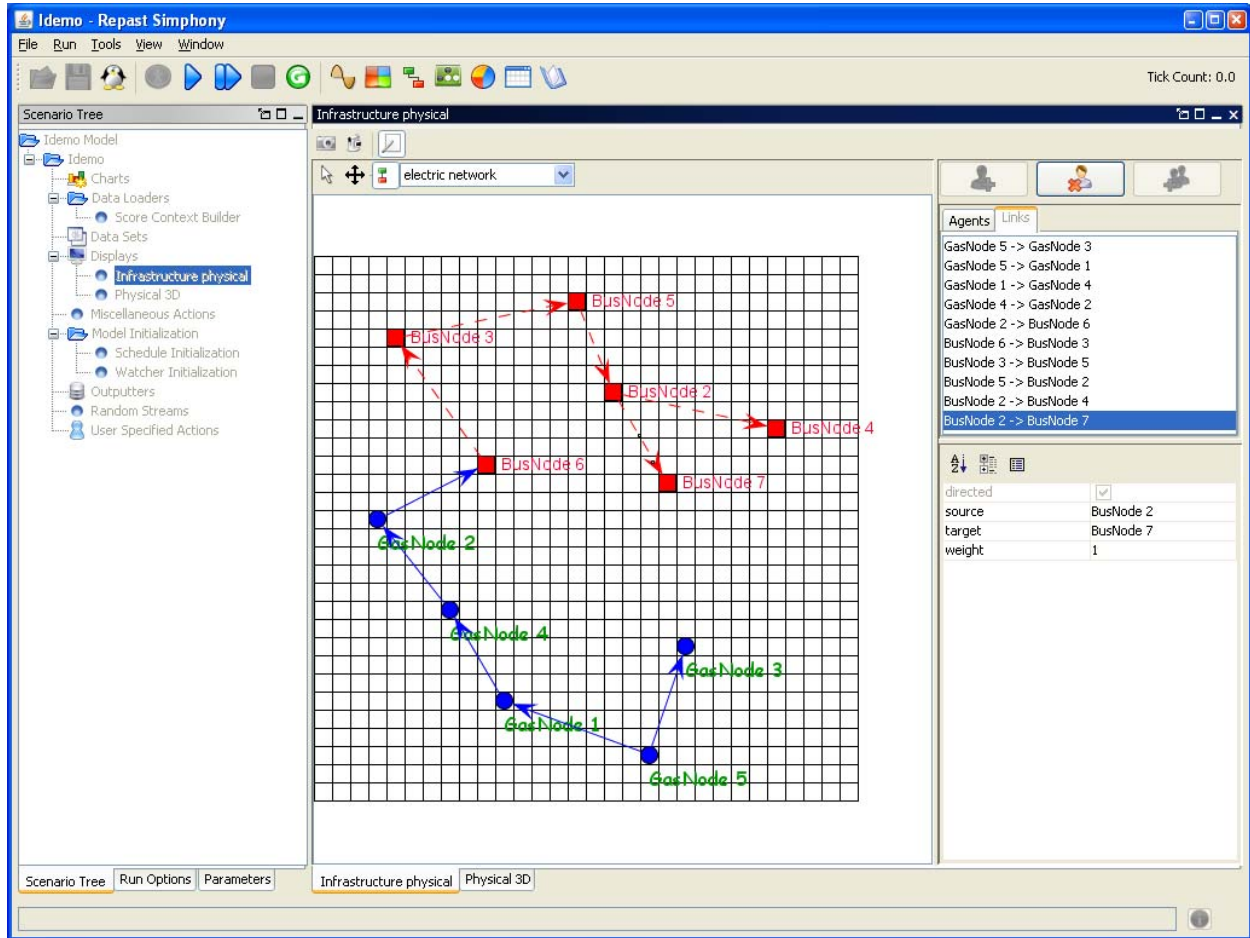 Idemo - Repast Simphony
File Run Tools View Window
Tick Count: 0.0
Scenario Tree
Idemo Model
Idemo
Charts
Data Loaders
Score Context Builder
Data Sets
Displays
Infrastructure physical
Physical 3D
Miscellaneous Actions
Model Initialization
Schedule Initialization
Watcher Initialization
Outputters
Random Streams
User Specified Actions
Scenario Tree Run Options Parameters
Infrastructure physical
electric network
BusNode 5
BusNode 3
BusNode 2
BusNode 4
BusNode 6
BusNode 7
GasNode 2
GasNode 4
GasNode 3
GasNode 1
GasNode 5
Infrastructure physical Physical 3D
Agents Links
GasNode 5 -> GasNode 3
GasNode 5 -> GasNode 1
GasNode 1 -> GasNode 4
GasNode 4 -> GasNode 2
GasNode 2 -> BusNode 6
BusNode 6 -> BusNode 3
BusNode 3 -> BusNode 5
BusNode 5 -> BusNode 2
BusNode 2 -> BusNode 4
BusNode 2 -> BusNode 7
directed
source BusNode 2
target BusNode 7
weight 1